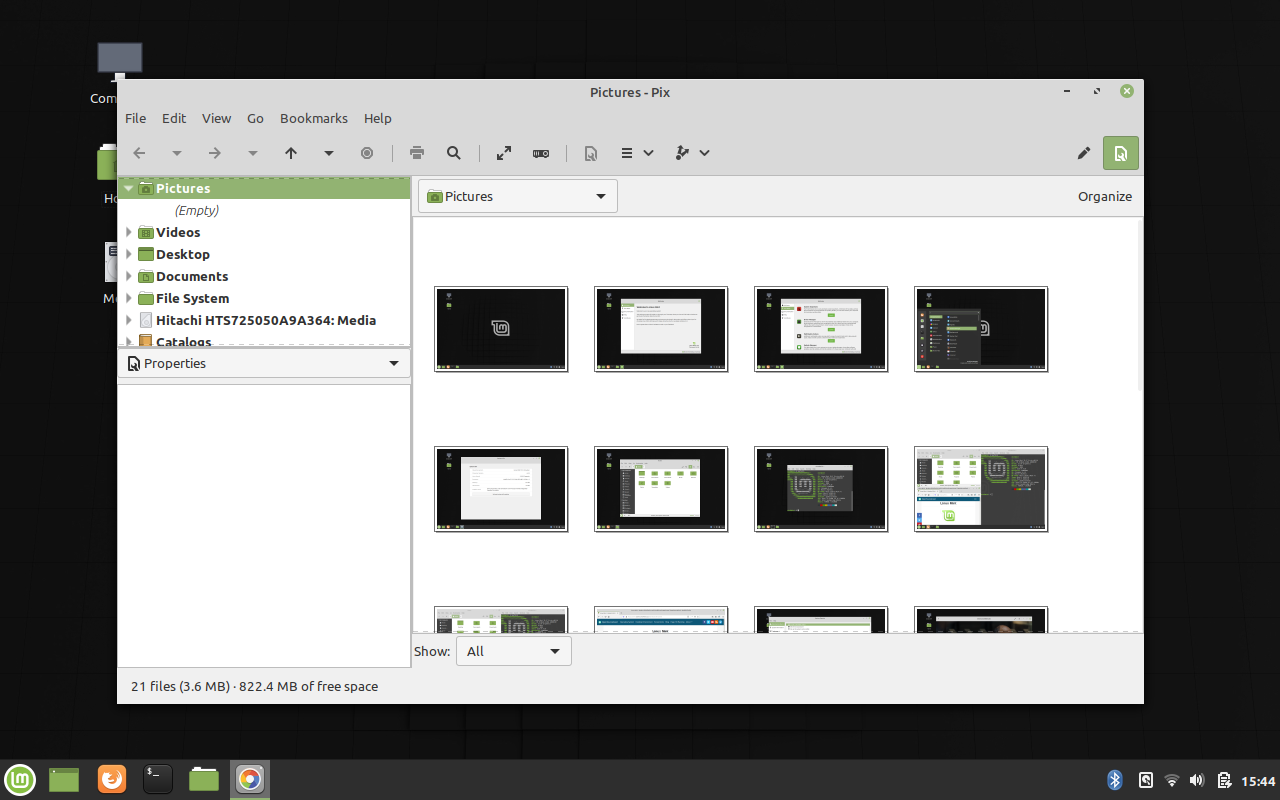 Pictures - Pix
Com
File Edit View Go Bookmarks Help
Pictures
Pictures
Organize
(Empty)
Videos
Desktop
Documents
File System
Hitachi HTS725050A9A364: Media
Catalogs
Properties
Show: All
21 files (3.6 MB) · 822.4 MB of free space
15:44